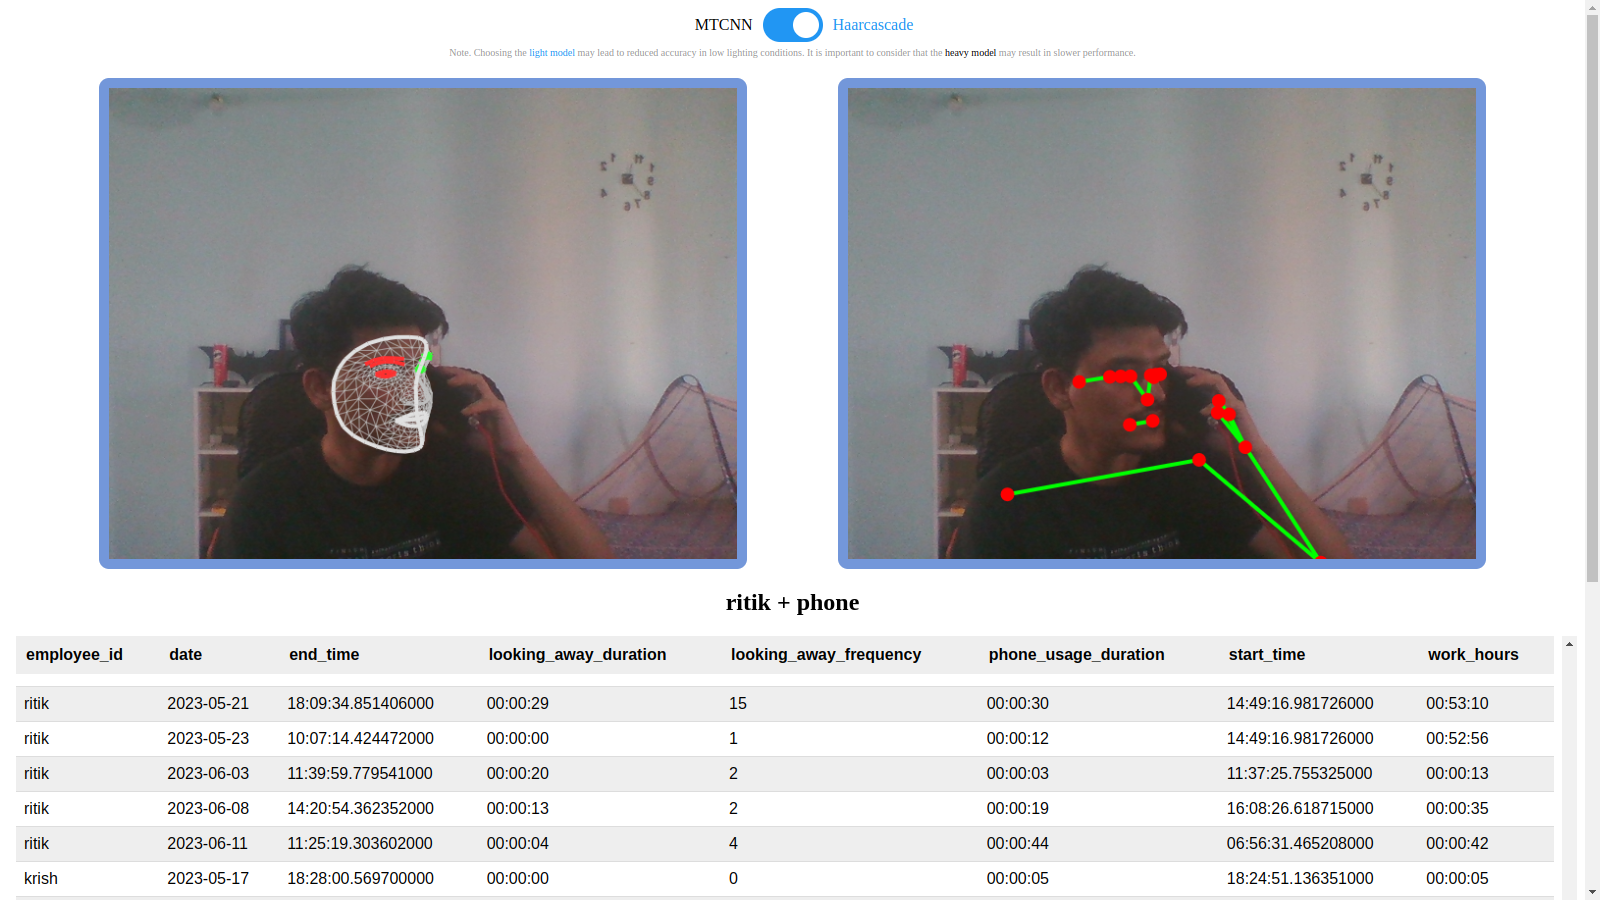 MTCNN Haarcascade
Note. Choosing the light model may lead to reduced accuracy in low lighting conditions. It is important to consider that the heavy model may result in slower performance.
ritik + phone
employee_id date end_time looking_away_duration looking_away_frequency phone_usage_duration start_time work_hours
ritik 2023-05-21 18:09:34.851406000 00:00:29 15 00:00:30 14:49:16.981726000 00:53:10
ritik 2023-05-23 10:07:14.424472000 00:00:00 1 00:00:12 14:49:16.981726000 00:52:56
ritik 2023-06-03 11:39:59.779541000 00:00:20 2 00:00:03 11:37:25.755325000 00:00:13
ritik 2023-06-08 14:20:54.362352000 00:00:13 2 00:00:19 16:08:26.618715000 00:00:35
ritik 2023-06-11 11:25:19.303602000 00:00:04 4 00:00:44 06:56:31.465208000 00:00:42
krish 2023-05-17 18:28:00.569700000 00:00:00 0 00:00:05 18:24:51.136351000 00:00:05